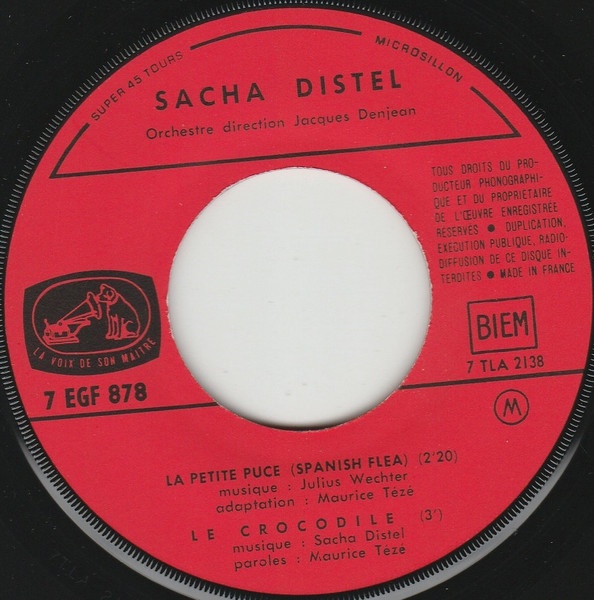 SUPER 45 TOURS
MICROSILLON
SACHA DISTEL
Orchestre direction Jacques Denjean
TOUS DROITS DU PRO-
DUCTEUR PHONOGRAPHI-
QUE ET DU PROPRIETAIRE
DE L'ŒUVRE ENREGISTRÉE
RÉSERVÉS ● DUPLICATION,
EXECUTION PUBLIQUE, RADIO-
DIFFUSION DE CE DISQUE IN-
TERDITES ● MADE IN FRANCE
LA VOIX DE SON MAITRE
7 EGF 878
BIEM
7 TLA 2138
M
LA PETITE PUCE (SPANISH FLEA) (2'20)
musique : Julius Wechter
adaptation : Maurice Tézé
LE CROCODILE (3')
musique : Sacha Distel
paroles : Maurice Tézé